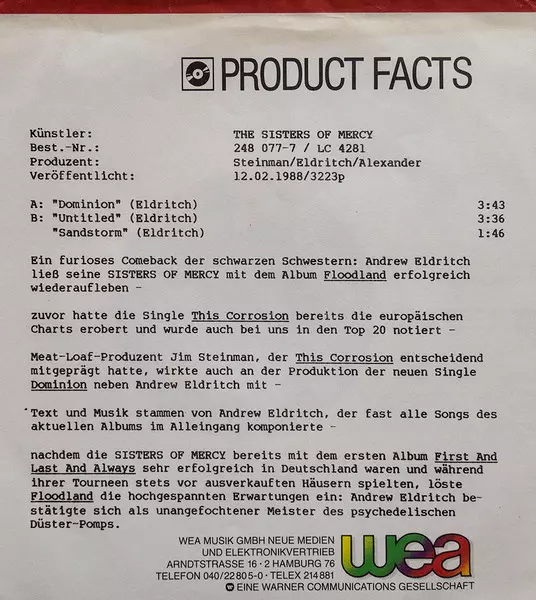 PRODUCT FACTS
Künstler: THE SISTERS OF MERCY
Best.-Nr.: 248 077-7 / LC 4281
Produzent: Steinman/Eldritch/Alexander
Veröffentlicht: 12.02.1988/3223p
A: "Dominion" (Eldritch) 3:43
B: "Untitled" (Eldritch) 3:36
"Sandstorm" (Eldritch) 1:46
Ein furioses Comeback der schwarzen Schwestern: Andrew Eldritch
ließ seine SISTERS OF MERCY mit dem Album Floodland erfolgreich
wiederaufleben -
zuvor hatte die Single This Corrosion bereits die europäischen
Charts erobert und wurde auch bei uns in den Top 20 notiert -
Meat-Loaf-Produzent Jim Steinman, der This Corrosion entscheidend
mitgeprägt hatte, wirkte auch an der Produktion der neuen Single
Dominion neben Andrew Eldritch mit -
Text und Musik stammen von Andrew Eldritch, der fast alle Songs des
aktuellen Albums im Alleingang komponierte -
nachdem die SISTERS OF MERCY bereits mit dem ersten Album First And
Last And Always sehr erfolgreich in Deutschland waren und während
ihrer Tourneen stets vor ausverkauften Häusern spielten, löste
Floodland die hochgespannten Erwartungen ein: Andrew Eldritch be-
stätigte sich als unangefochtener Meister des psychedelischen
Düster-Pomps.
WEA MUSIK GMBH NEUE MEDIEN
UND ELEKTRONIKVERTRIEB
ARNDTSTRASSE 16 · 2 HAMBURG 76
TELEFON 040/22805-0 · TELEX 214881
wea
EINE WARNER COMMUNICATIONS GESELLSCHAFT